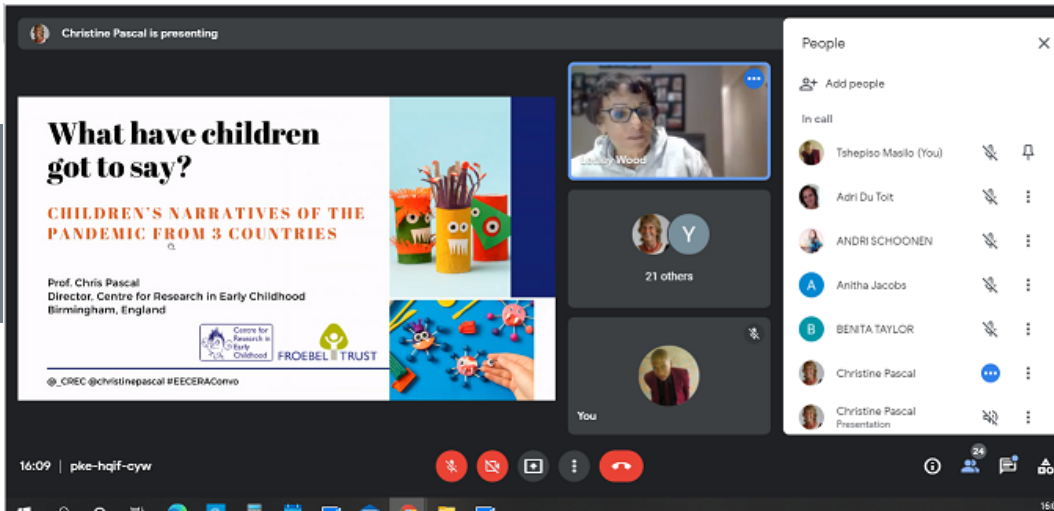 Christine Pascal is presenting
What have children
got to say?
CHILDREN'S NARRATIVES OF THE
PANDEMIC FROM 3 COUNTRIES
Prof. Chris Pascal
Director, Centre for Research in Early Childhood
Birmingham, England
Centre for
Research in
Early
Childhood
FROEBEL TRUST
@_CREC @christinepascal #EECERAConvo
Lesley Wood
Y
21 others
You
People
Add people
In call
Tshepiso Masilo (You)
Adri Du Toit
ANDRI SCHOONEN
A
Anitha Jacobs
B
BENITA TAYLOR
Christine Pascal
Christine Pascal
Presentation
16:09 | pke-hqif-cyw
24